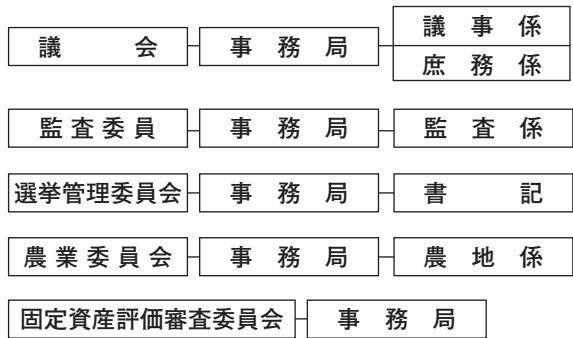 議会 事務局 議事係
庶務係
監査委員 事務局 監査係
選挙管理委員会 事務局 書記
農業委員会 事務局 農地係
固定資産評価審査委員会 事務局